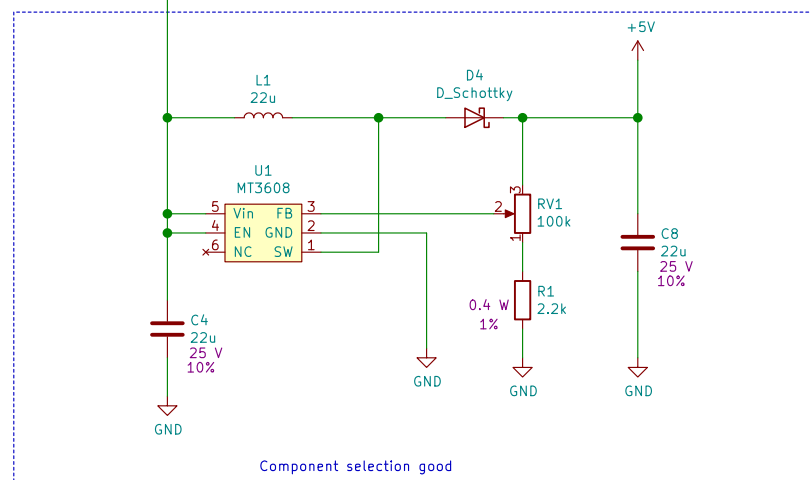 +5V
L1
22u
D4
D_Schottky
U1
MT3608
5 Vin FB 3
4 EN GND 2
6 NC SW 1
3
2
1
RV1
100k
C8
22u
25 V
10%
0.4 W
1%
R1
2.2k
C4
22u
25 V
10%
GND
GND
GND
GND
Component selection good